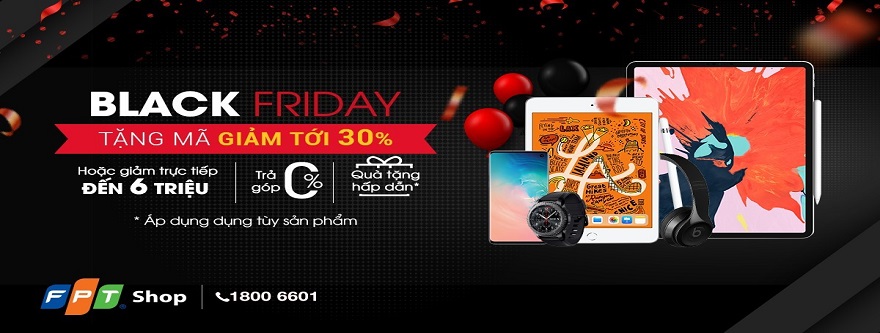 BLACK FRIDAY
TẶNG MÃ GIẢM TỚI 30%
Hoặc giảm trực tiếp
ĐẾN 6 TRIỆU
Trả
góp
0%
Quà tặng
hấp dẫn*
* Áp dụng dụng tùy sản phẩm
FPT Shop
1800 6601